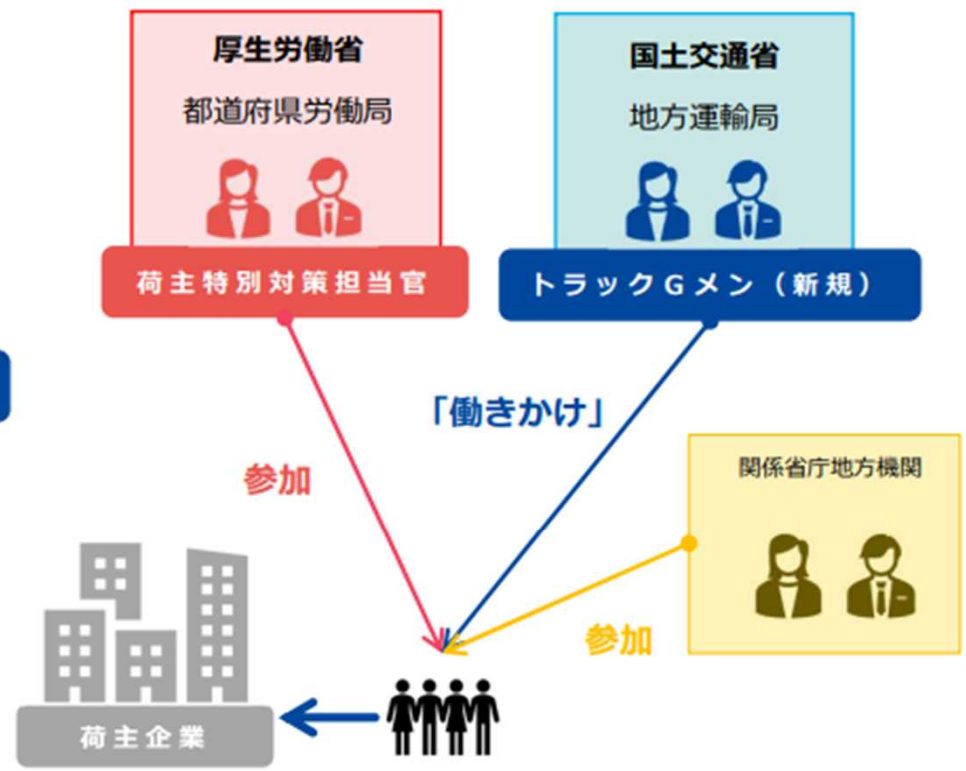 厚生労働省
都道府県労働局
荷主特別対策担当官
国土交通省
地方運輸局
トラックGメン（新規）
「働きかけ」
参加
関係省庁地方機関
参加
荷主企業